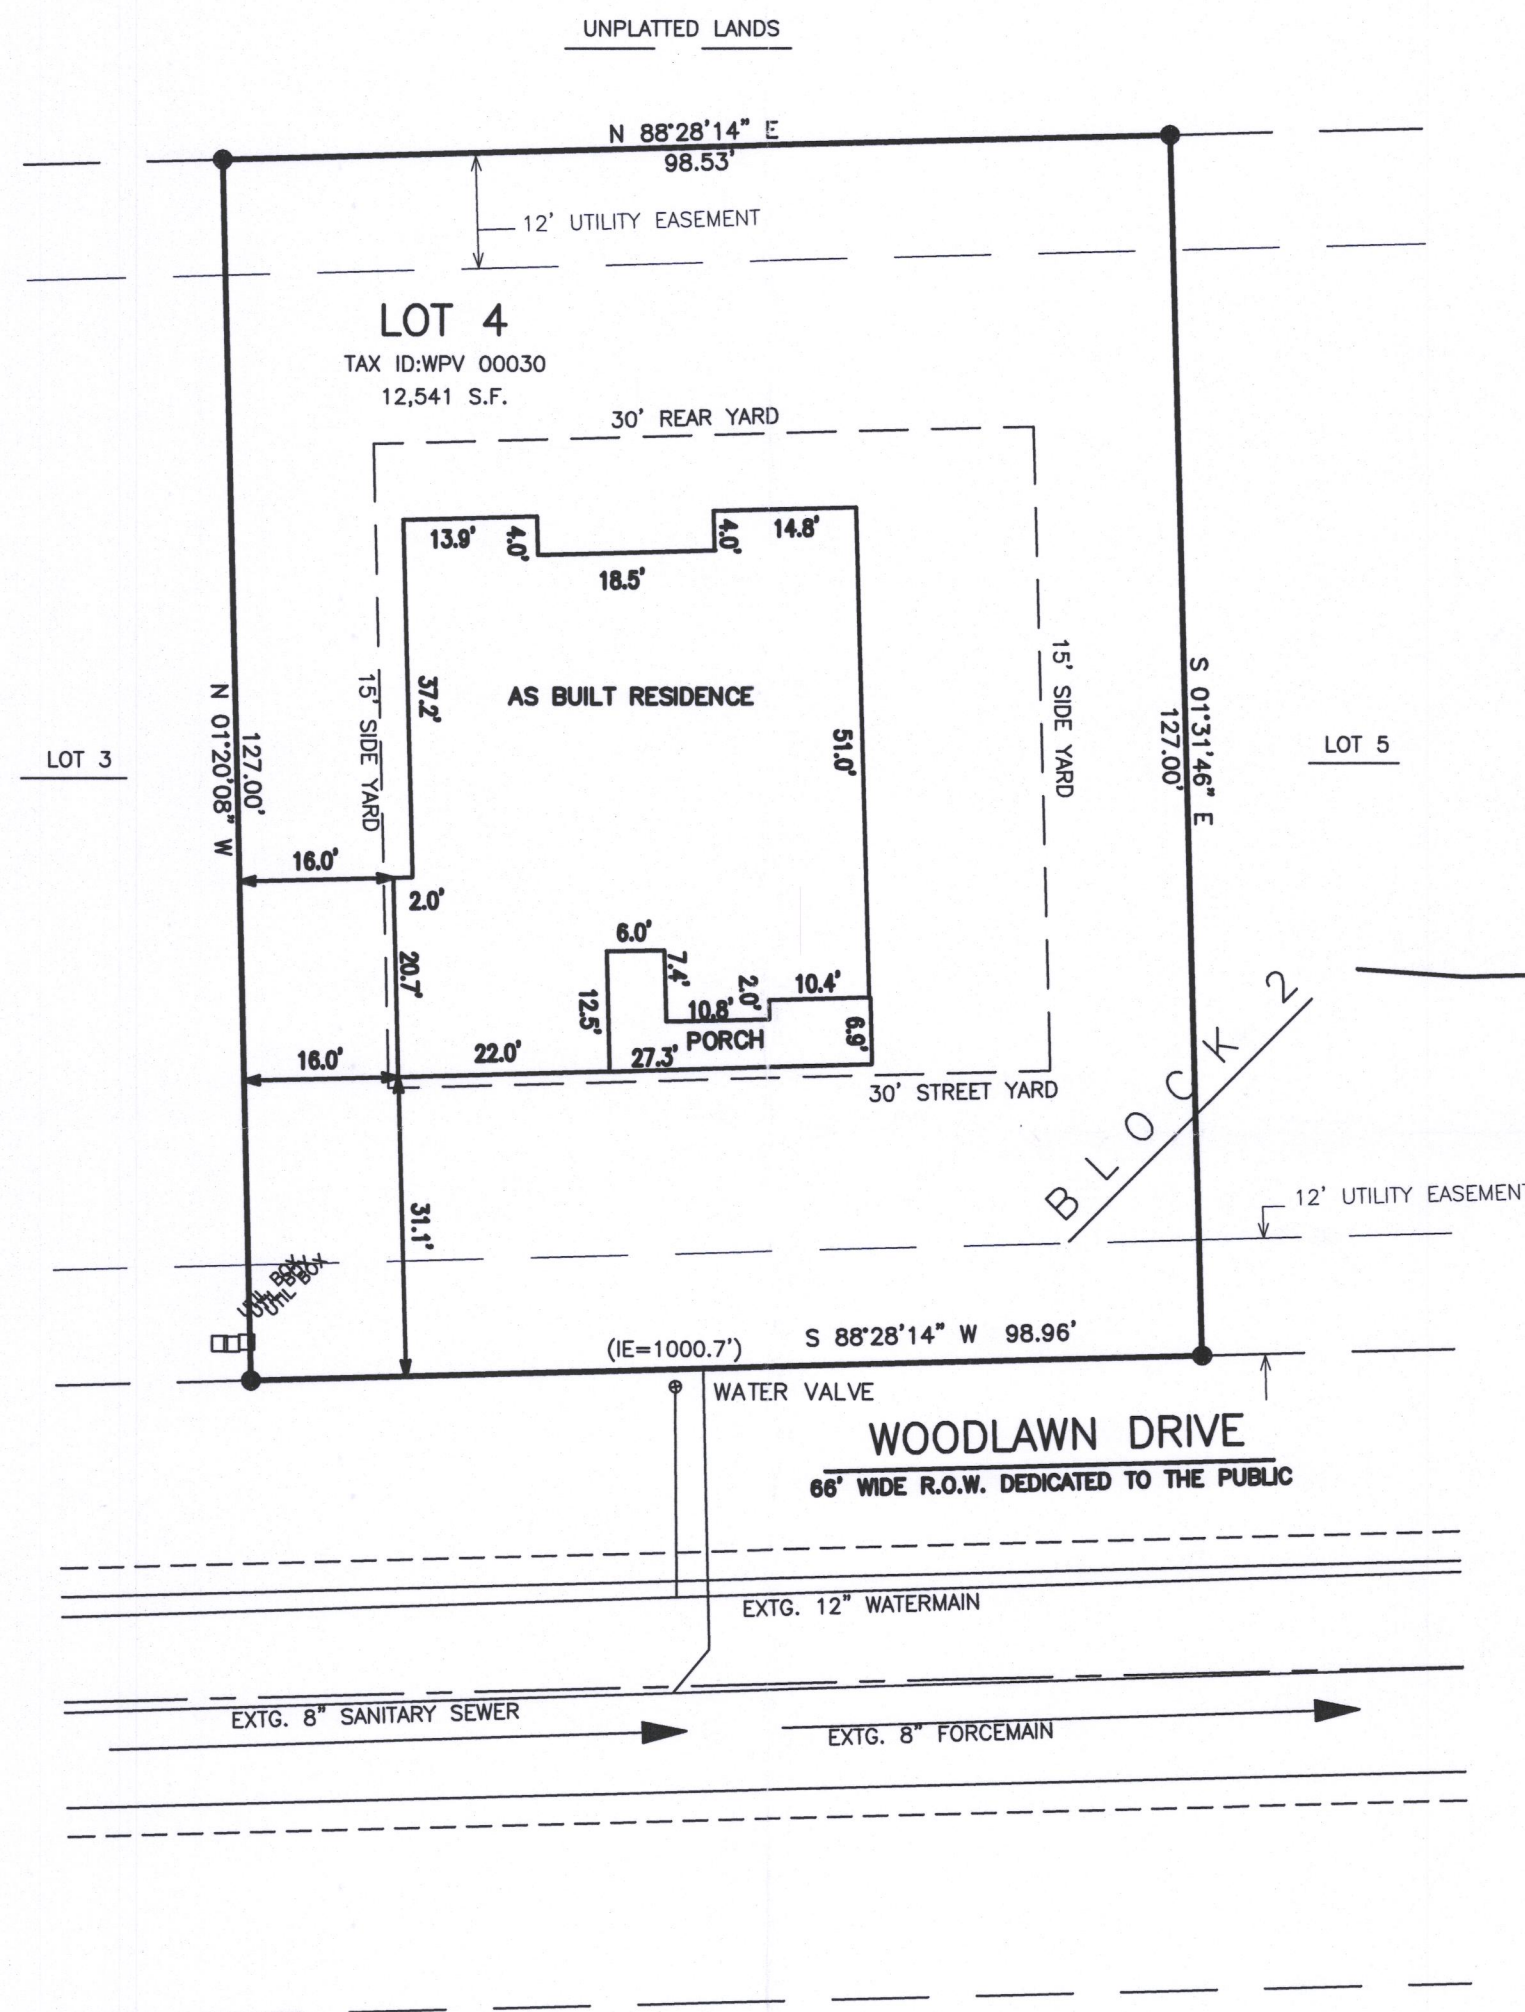 UNPLATTED LANDS
N 88°28'14" E
98.53'
12' UTILITY EASEMENT
LOT 4
TAX ID:WPV 00030
12,541 S.F.
30' REAR YARD
13.9'
4.0'
18.5'
4.0'
14.8'
37.2'
15' SIDE YARD
AS BUILT RESIDENCE
51.0'
15' SIDE YARD
N 01°20'08" W
127.00'
S 01°31'46" E
127.00'
LOT 3
LOT 5
16.0'
2.0'
20.7'
6.0'
7.4'
12.5'
10.8'
2.0'
10.4'
6.9'
PORCH
27.3'
22.0'
16.0'
30' STREET YARD
BLOCK 2
31.1'
12' UTILITY EASEMENT
UTIL BOX
UTIL BOX
UTIL BOX
(IE=1000.7')
S 88°28'14" W 98.96'
WATER VALVE
WOODLAWN DRIVE
66' WIDE R.O.W. DEDICATED TO THE PUBLIC
EXTG. 12" WATERMAIN
EXTG. 8" SANITARY SEWER
EXTG. 8" FORCEMAIN